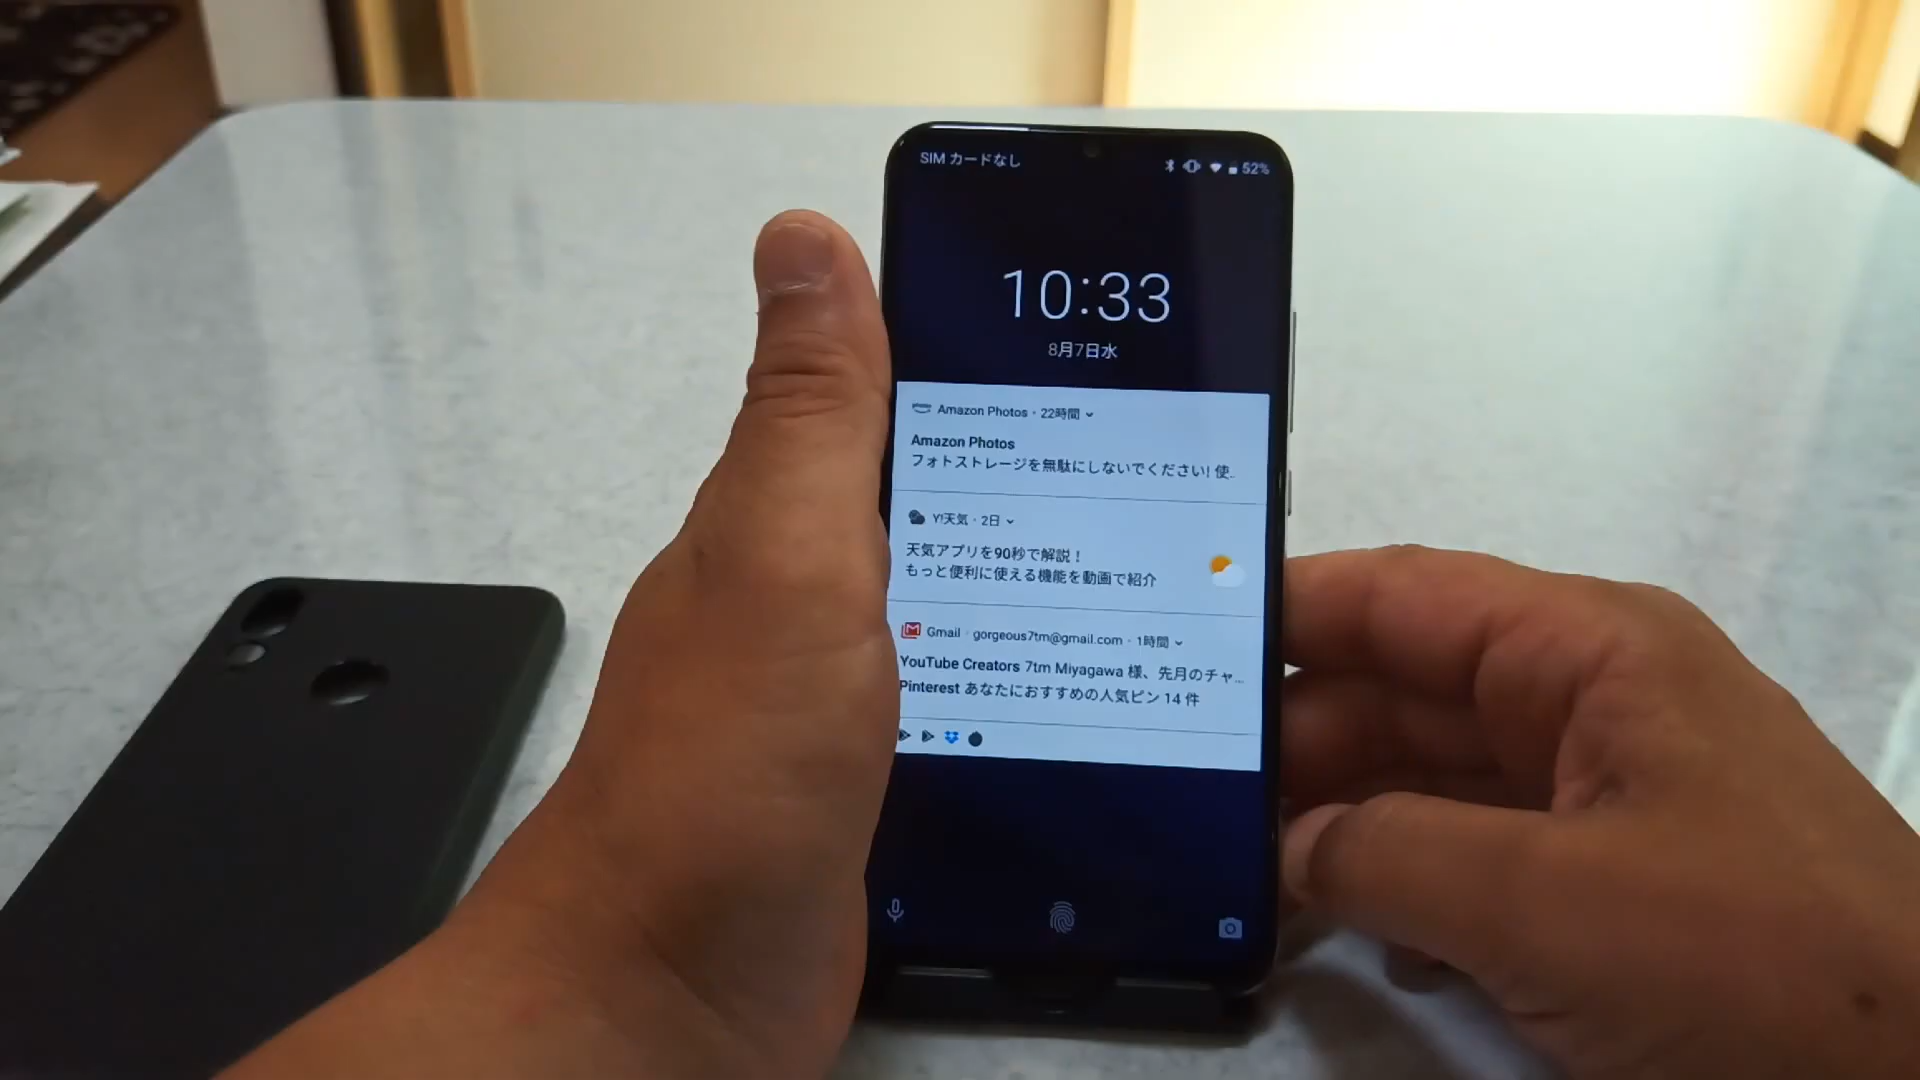 SIM カードなし
52%
10:33
8月7日水
Amazon Photos · 22時間
Amazon Photos
フォトストレージを無駄にしないでください! 使..
Y!天気 · 2日
天気アプリを90秒で解説！
もっと便利に使える機能を動画で紹介
Gmail · gorgeous7tm@gmail.com · 1時間
YouTube Creators 7tm Miyagawa 様、先月のチャ...
Pinterest あなたにおすすめの人気ピン 14 件